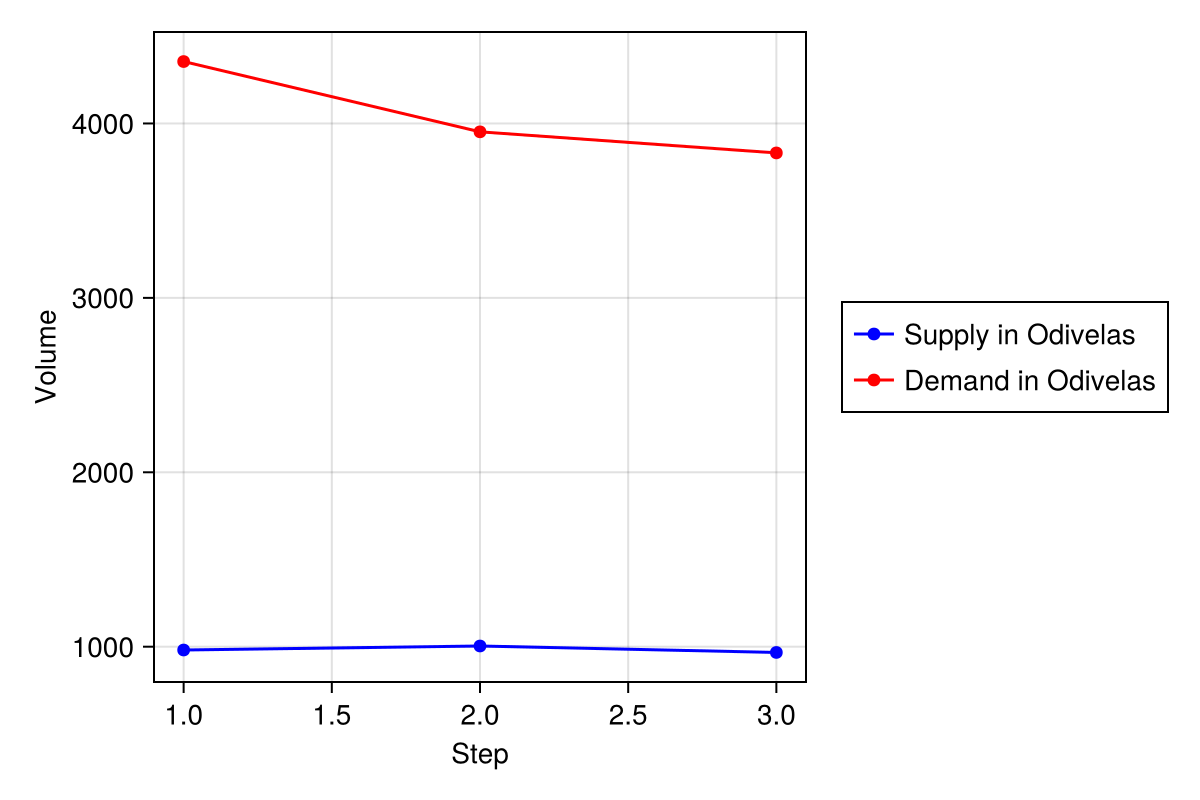 4000
3000
2000
1000
Volume
1.0 1.5 2.0 2.5 3.0
Step
Supply in Odivelas
Demand in Odivelas